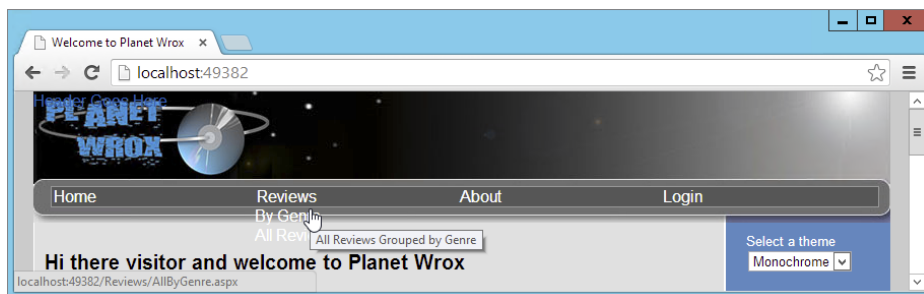 Welcome to Planet Wrox
localhost:49382
Header Goes Here
PLANET
WROX
Home Reviews About Login
By Genre
All Revi
All Reviews Grouped by Genre
Select a theme
Monochrome
Hi there visitor and welcome to Planet Wrox
localhost:49382/Reviews/AllByGenre.aspx